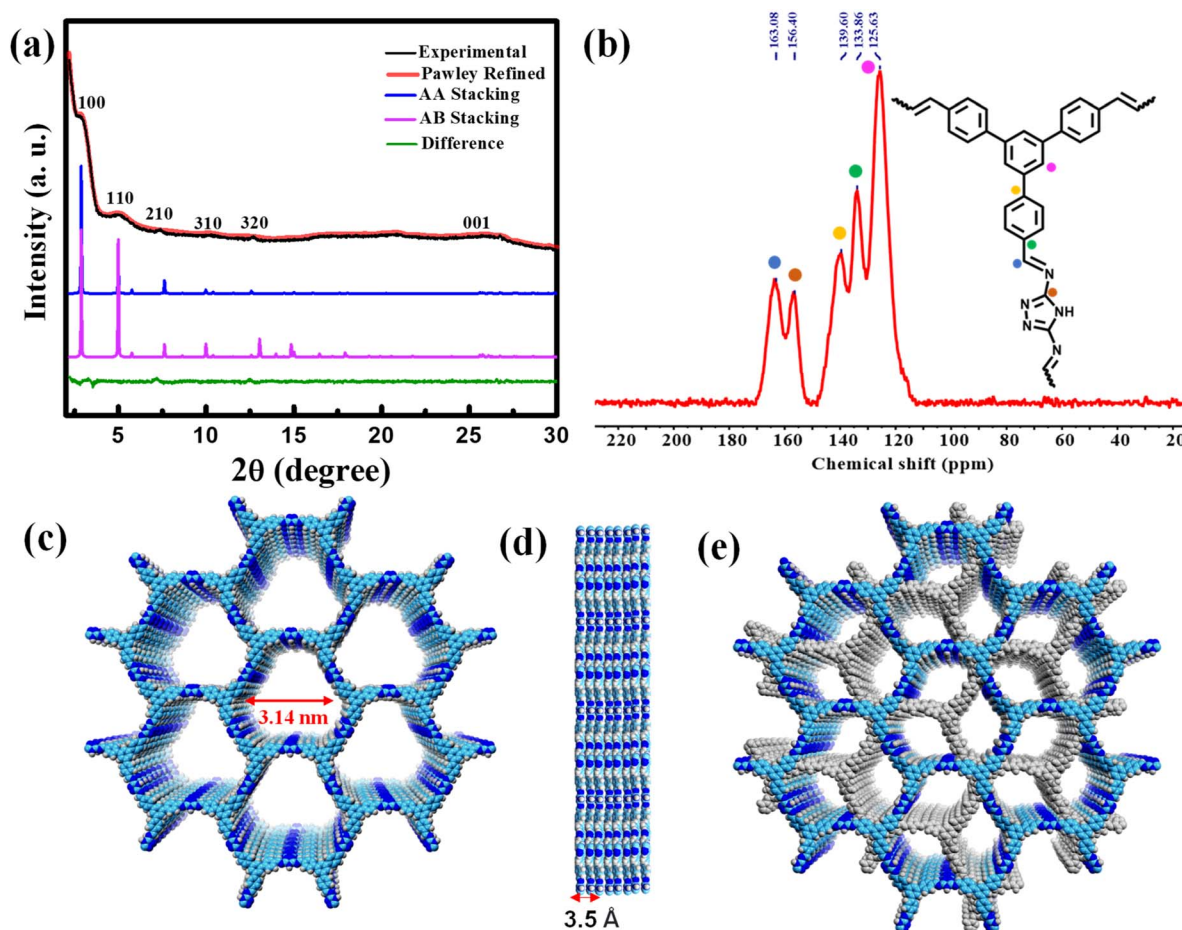 (a)
Experimental
Pawley Refined
AA Stacking
AB Stacking
Difference
100
110
210
310
320
001
Intensity (a. u.)
5
10
15
20
25
30
2θ (degree)
(b)
163.08
156.40
139.60
133.86
125.63
N
N
N
NH
N
220 200 180 160 140 120 100 80 60 40 20
Chemical shift (ppm)
(c)
3.14 nm
(d)
3.5 Å
(e)